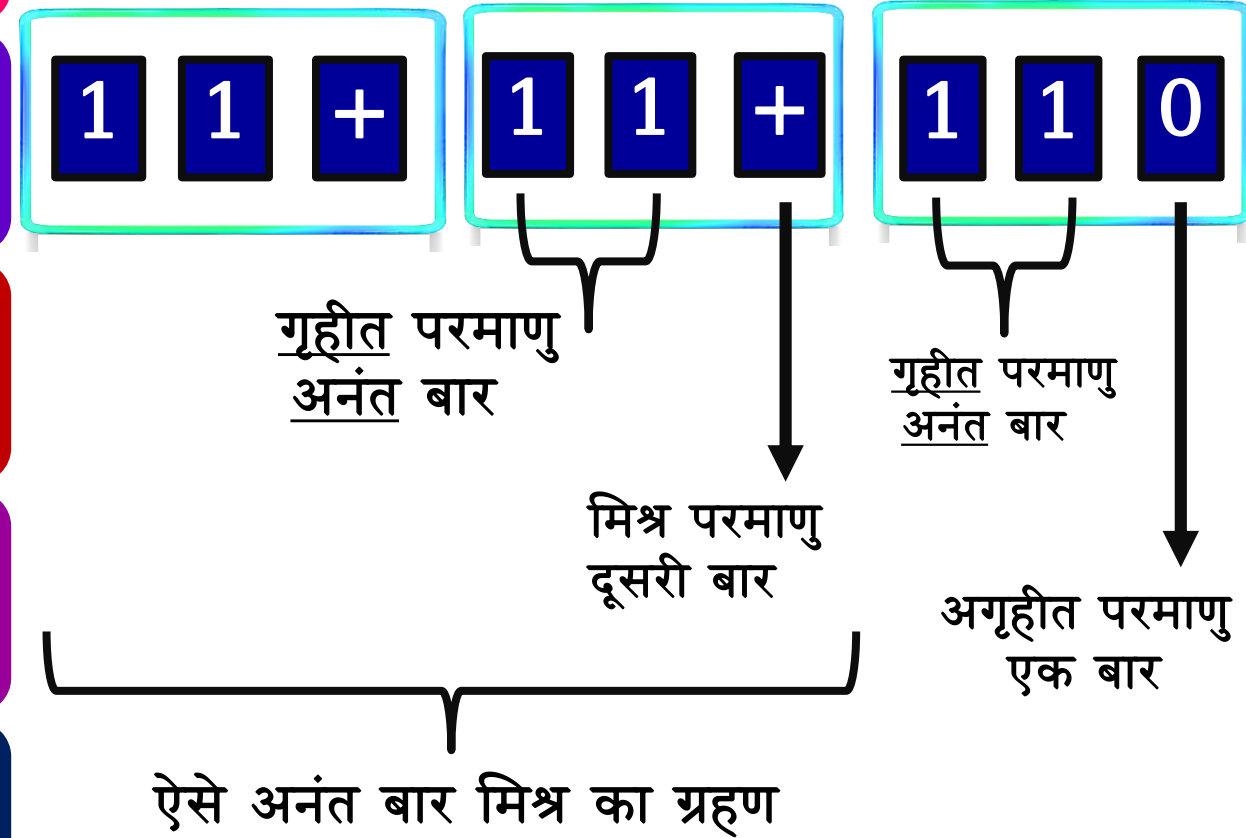 1 1 + 1 1 + 1 1 0
गृहीत परमाणु
अनंत बार
गृहीत परमाणु
अनंत बार
मिश्र परमाणु
दूसरी बार
अगृहीत परमाणु
एक बार
ऐसे अनंत बार मिश्र का ग्रहण